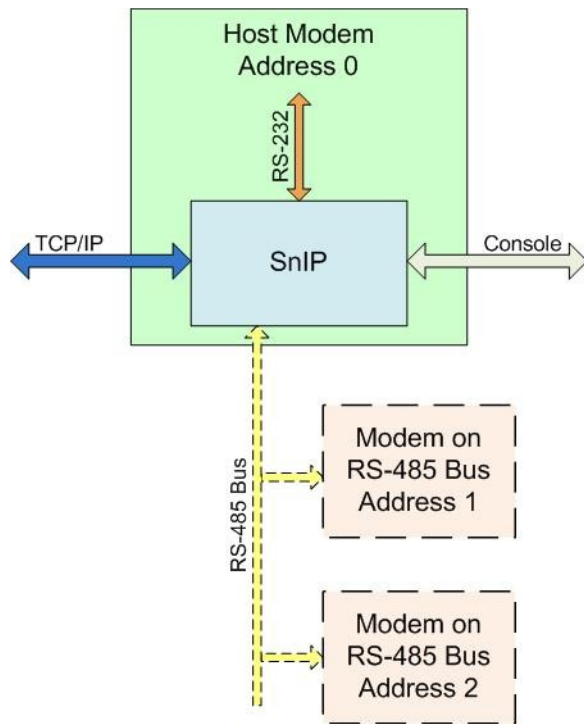 Host Modem
Address 0
RS-232
TCP/IP
SnIP
Console
RS-485 Bus
Modem on
RS-485 Bus
Address 1
Modem on
RS-485 Bus
Address 2